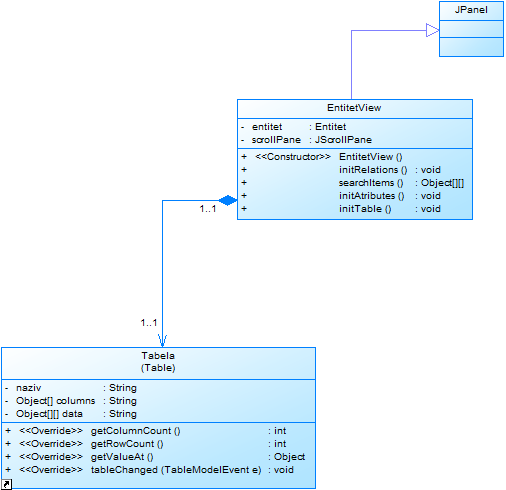 JPanel
EntitetView
- entitet : Entitet
- scrollPane : JScrollPane
+ <<Constructor>> EntitetView ()
+ initRelations () : void
+ searchItems () : Object[][]
+ initAtributes () : void
+ initTable () : void
1..1
1..1
Tabela
(Table)
- naziv : String
- Object[] columns : String
- Object[][] data : String
+ <<Override>> getColumnCount () : int
+ <<Override>> getRowCount () : int
+ <<Override>> getValueAt () : Object
+ <<Override>> tableChanged (TableModelEvent e) : void